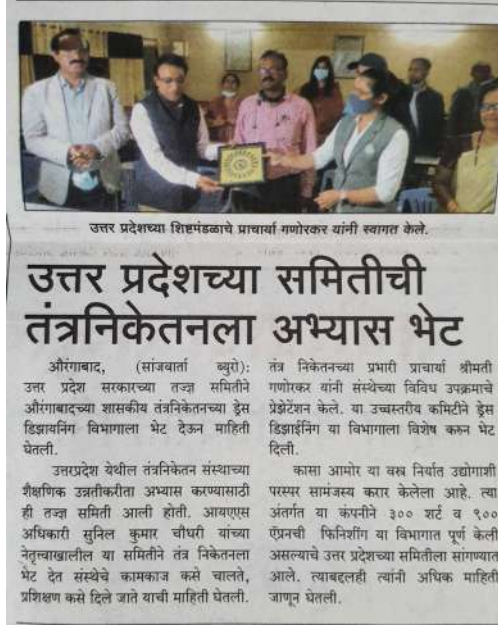 उत्तर प्रदेशच्या शिष्टमंडळाचे प्राचार्या गणोरकर यांनी स्वागत केले.
उत्तर प्रदेशच्या समितीची
तंत्रनिकेतनला अभ्यास भेट
औरंगाबाद, (सांजवार्ता ब्युरो):
उत्तर प्रदेश सरकारच्या तज्ज्ञ समितीने
औरंगाबादच्या शासकीय तंत्रनिकेतनच्या ड्रेस
डिझायनिंग विभागाला भेट देऊन माहिती
घेतली.
उत्तरप्रदेश येथील तंत्रनिकेतन संस्थाच्या
शैक्षणिक उन्नतीकरीता अभ्यास करण्यासाठी
ही तज्ज्ञ समिती आली होती. आयएएस
अधिकारी सुनिल कुमार चौधरी यांच्या
नेतृत्वाखालील या समितीने तंत्र निकेतनला
भेट देत संस्थेचे कामकाज कसे चालते,
प्रशिक्षण कसे दिले जाते याची माहिती घेतली.
तंत्र निकेतनच्या प्रभारी प्राचार्या श्रीमती
गणोरकर यांनी संस्थेच्या विविध उपक्रमाचे
प्रेझेंटेशन केले. या उच्चस्तरीय कमिटीने ड्रेस
डिझाईनिंग या विभागाला विशेष करुन भेट
दिली.
कासा आमोर या वस्त्र निर्यात उद्योगाशी
परस्पर सामंजस्य करार केलेला आहे. त्या
अंतर्गत या कंपनीने ३०० शर्ट व ९००
ऍप्रनची फिनिशींग या विभागात पूर्ण केली
असल्याचे उत्तर प्रदेशच्या समितीला सांगण्यात
आले. त्याबद्दलही त्यांनी अधिक माहिती
जाणून घेतली.